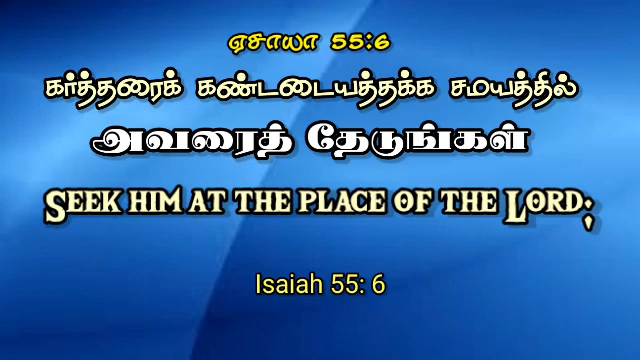 ஏசாயா 55:6
கர்த்தரைக் கண்டடையத்தக்க சமயத்தில்
அவரைத் தேடுங்கள்
Seek him at the place of the Lord;
Isaiah 55: 6